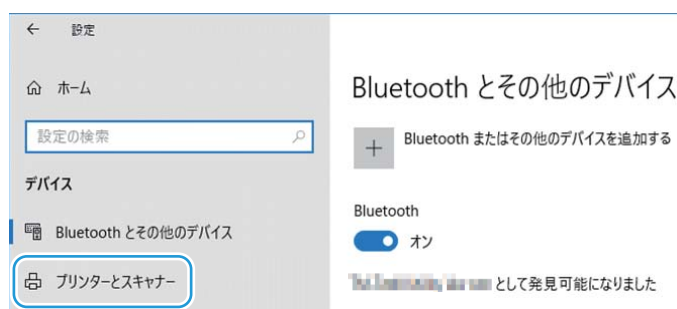 設定
ホーム
設定の検索
デバイス
Bluetooth とその他のデバイス
プリンターとスキャナー
Bluetooth とその他のデバイス
Bluetooth またはその他のデバイスを追加する
Bluetooth
オン
として発見可能になりました